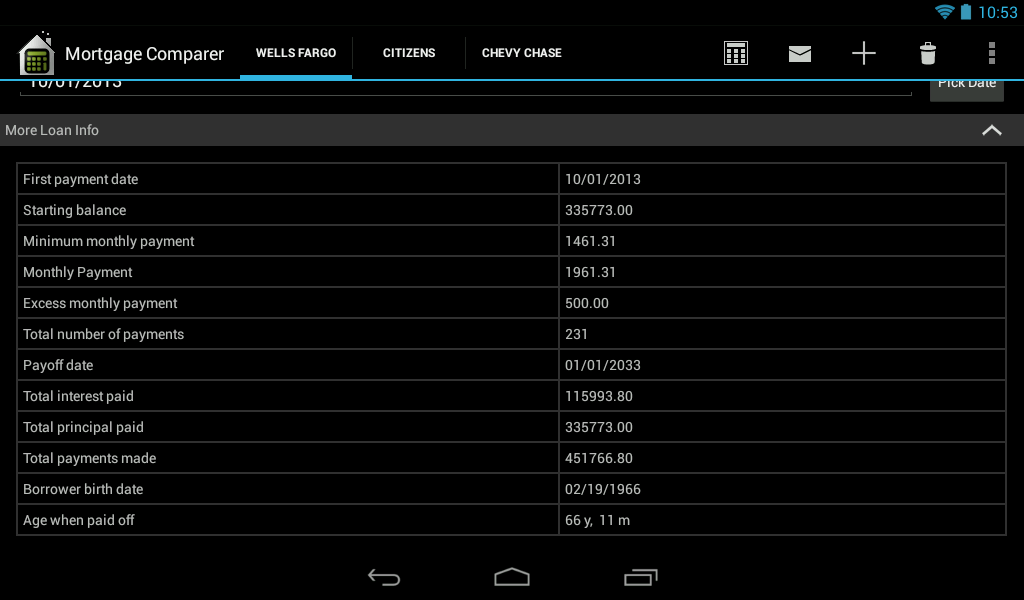 10:53
Mortgage Comparer WELLS FARGO CITIZENS CHEVY CHASE
10/01/2013 Pick Date
More Loan Info
First payment date 10/01/2013
Starting balance 335773.00
Minimum monthly payment 1461.31
Monthly Payment 1961.31
Excess monthly payment 500.00
Total number of payments 231
Payoff date 01/01/2033
Total interest paid 115993.80
Total principal paid 335773.00
Total payments made 451766.80
Borrower birth date 02/19/1966
Age when paid off 66 y, 11 m